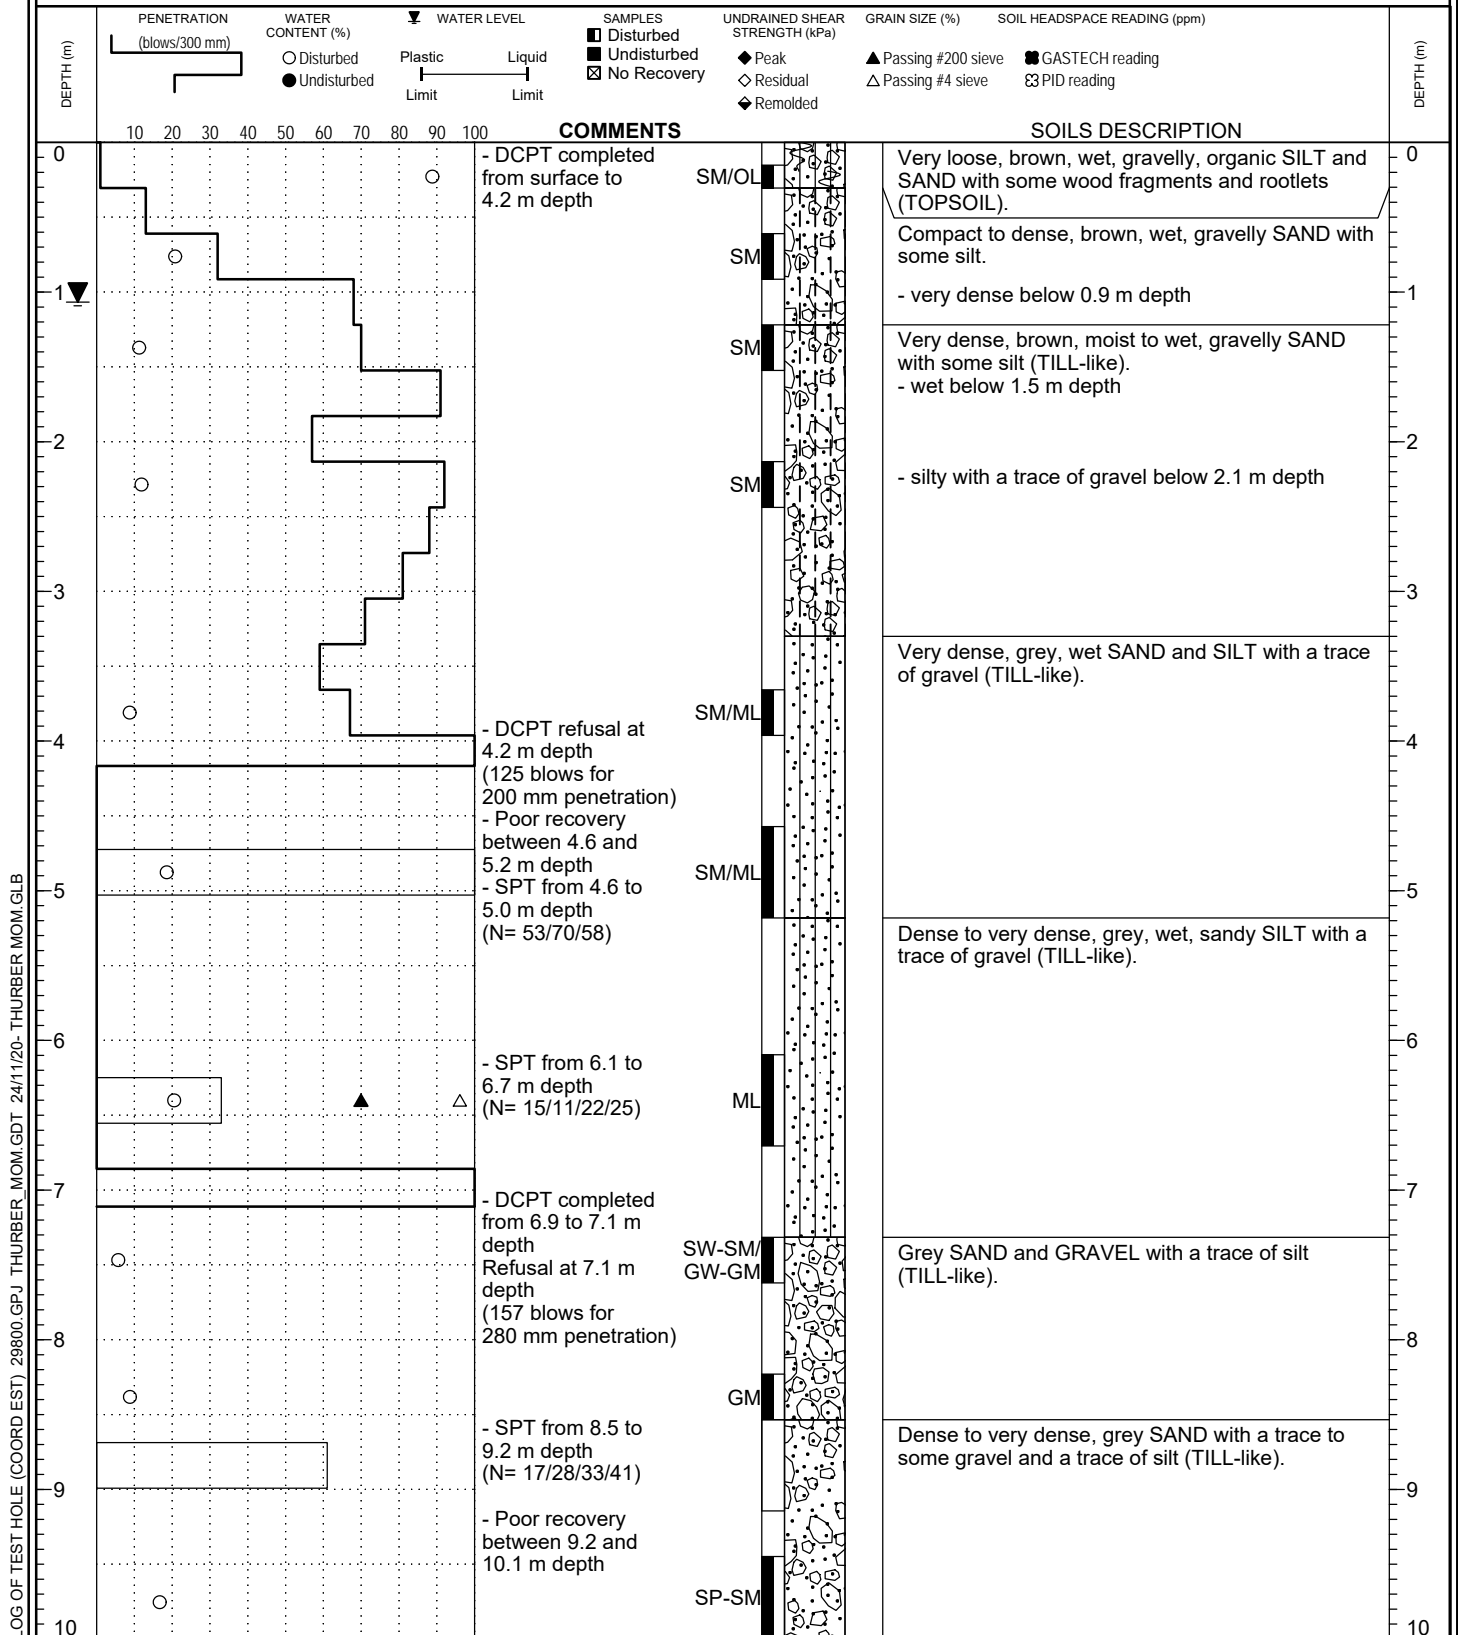 DEPTH (m)
PENETRATION
(blows/300 mm)
WATER
CONTENT (%)
Disturbed
Undisturbed
WATER LEVEL
Plastic Liquid
Limit Limit
SAMPLES
Disturbed
Undisturbed
No Recovery
UNDRAINED SHEAR
STRENGTH (kPa)
Peak
Residual
Remolded
GRAIN SIZE (%)
Passing #200 sieve
Passing #4 sieve
SOIL HEADSPACE READING (ppm)
GASTECH reading
PID reading
DEPTH (m)
10 20 30 40 50 60 70 80 90 100
COMMENTS
SOILS DESCRIPTION
0
1
2
3
4
5
6
7
8
9
10
- DCPT completed
from surface to
4.2 m depth
- DCPT refusal at
4.2 m depth
(125 blows for
200 mm penetration)
- Poor recovery
between 4.6 and
5.2 m depth
- SPT from 4.6 to
5.0 m depth
(N= 53/70/58)
- SPT from 6.1 to
6.7 m depth
(N= 15/11/22/25)
- DCPT completed
from 6.9 to 7.1 m
depth
Refusal at 7.1 m
depth
(157 blows for
280 mm penetration)
- SPT from 8.5 to
9.2 m depth
(N= 17/28/33/41)
- Poor recovery
between 9.2 and
10.1 m depth
SM/OL
SM
SM
SM
SM/ML
SM/ML
ML
SW-SM/
GW-GM
GM
SP-SM
Very loose, brown, wet, gravelly, organic SILT and
SAND with some wood fragments and rootlets
(TOPSOIL).
Compact to dense, brown, wet, gravelly SAND with
some silt.
- very dense below 0.9 m depth
Very dense, brown, moist to wet, gravelly SAND
with some silt (TILL-like).
- wet below 1.5 m depth
- silty with a trace of gravel below 2.1 m depth
Very dense, grey, wet SAND and SILT with a trace
of gravel (TILL-like).
Dense to very dense, grey, wet, sandy SILT with a
trace of gravel (TILL-like).
Grey SAND and GRAVEL with a trace of silt
(TILL-like).
Dense to very dense, grey SAND with a trace to
some gravel and a trace of silt (TILL-like).
0
1
2
3
4
5
6
7
8
9
10
LOG OF TEST HOLE (COORD EST) 29800.GPJ THURBER_MOM.GDT 24/11/20- THURBER MOM.GLB